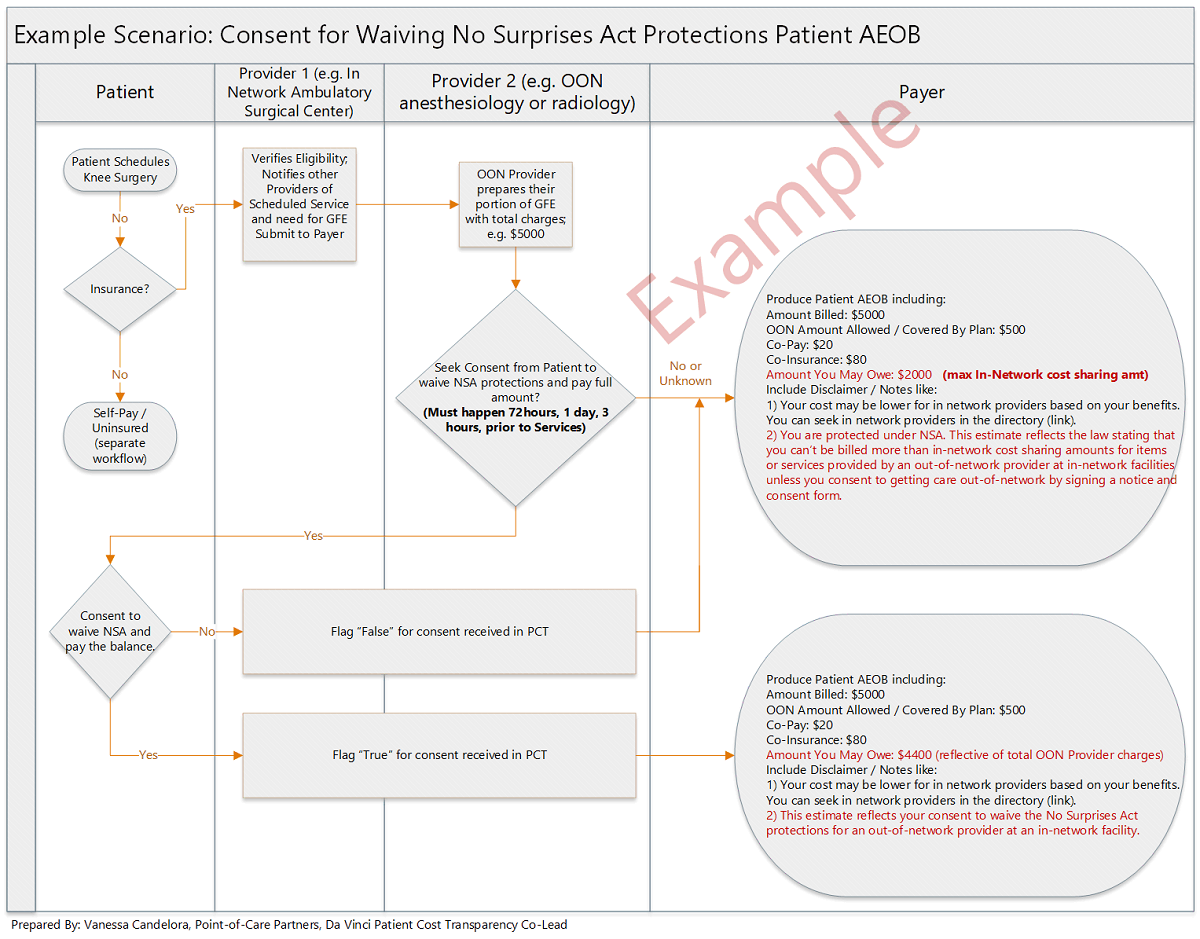 Example Scenario: Consent for Waiving No Surprises Act Protections Patient AEOB
Patient
Provider 1 (e.g. In
Network Ambulatory
Surgical Center)
Provider 2 (e.g. OON
anesthesiology or radiology)
Payer
Example
Patient Schedules
Knee Surgery
No
Yes
Insurance?
No
Self-Pay /
Uninsured
(separate
workflow)
Verifies Eligibility;
Notifies other
Providers of
Scheduled Service
and need for GFE
Submit to Payer
OON Provider
prepares their
portion of GFE
with total charges;
e.g. $5000
Seek Consent from Patient to
waive NSA protections and pay full
amount?
(Must happen 72hours, 1 day, 3
hours, prior to Services)
No or
Unknown
Produce Patient AEOB including:
Amount Billed: $5000
OON Amount Allowed / Covered By Plan: $500
Co-Pay: $20
Co-Insurance: $80
Amount You May Owe: $2000 (max In-Network cost sharing amt)
Include Disclaimer / Notes like:
1) Your cost may be lower for in network providers based on your benefits.
You can seek in network providers in the directory (link).
2) You are protected under NSA. This estimate reflects the law stating that
you can't be billed more than in-network cost sharing amounts for items
or services provided by an out-of-network provider at in-network facilities
unless you consent to getting care out-of-network by signing a notice and
consent form.
Yes
Consent to
waive NSA and
pay the balance.
No
Flag "False" for consent received in PCT
Yes
Flag "True" for consent received in PCT
Produce Patient AEOB including:
Amount Billed: $5000
OON Amount Allowed / Covered By Plan: $500
Co-Pay: $20
Co-Insurance: $80
Amount You May Owe: $4400 (reflective of total OON Provider charges)
Include Disclaimer / Notes like:
1) Your cost may be lower for in network providers based on your benefits.
You can seek in network providers in the directory (link).
2) This estimate reflects your consent to waive the No Surprises Act
protections for an out-of-network provider at an in-network facility.
Prepared By: Vanessa Candelora, Point-of-Care Partners, Da Vinci Patient Cost Transparency Co-Lead